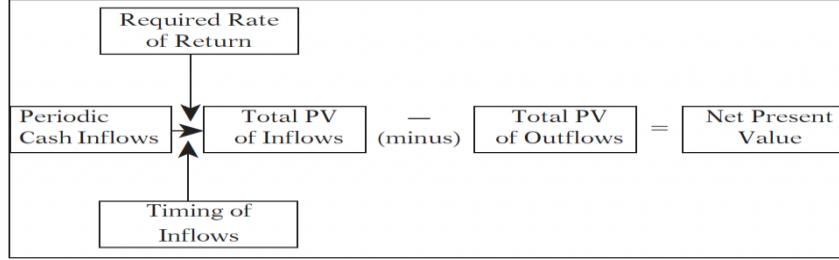 Required Rate
of Return
Periodic
Cash Inflows
Total PV
of Inflows
—
(minus)
Total PV
of Outflows
=
Net Present
Value
Timing of
Inflows